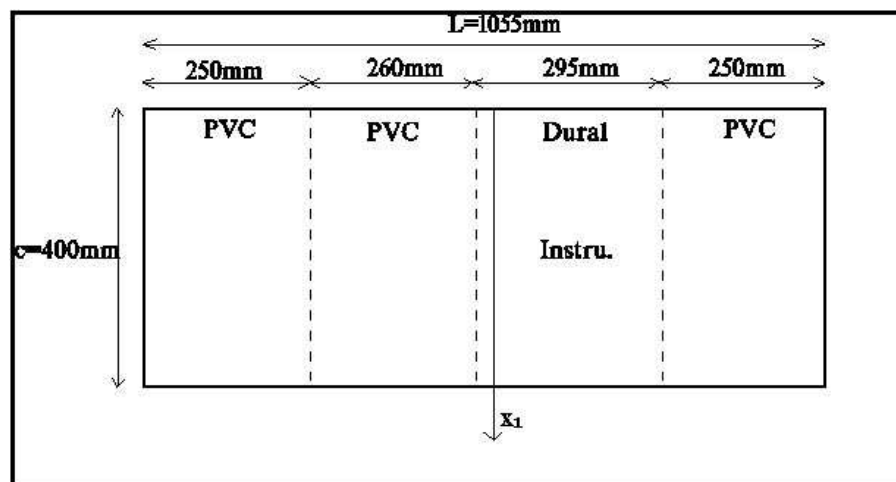 L=1055mm
250mm 260mm 295mm 250mm
PVC PVC Dural PVC
c=400mm Instru.
x₁